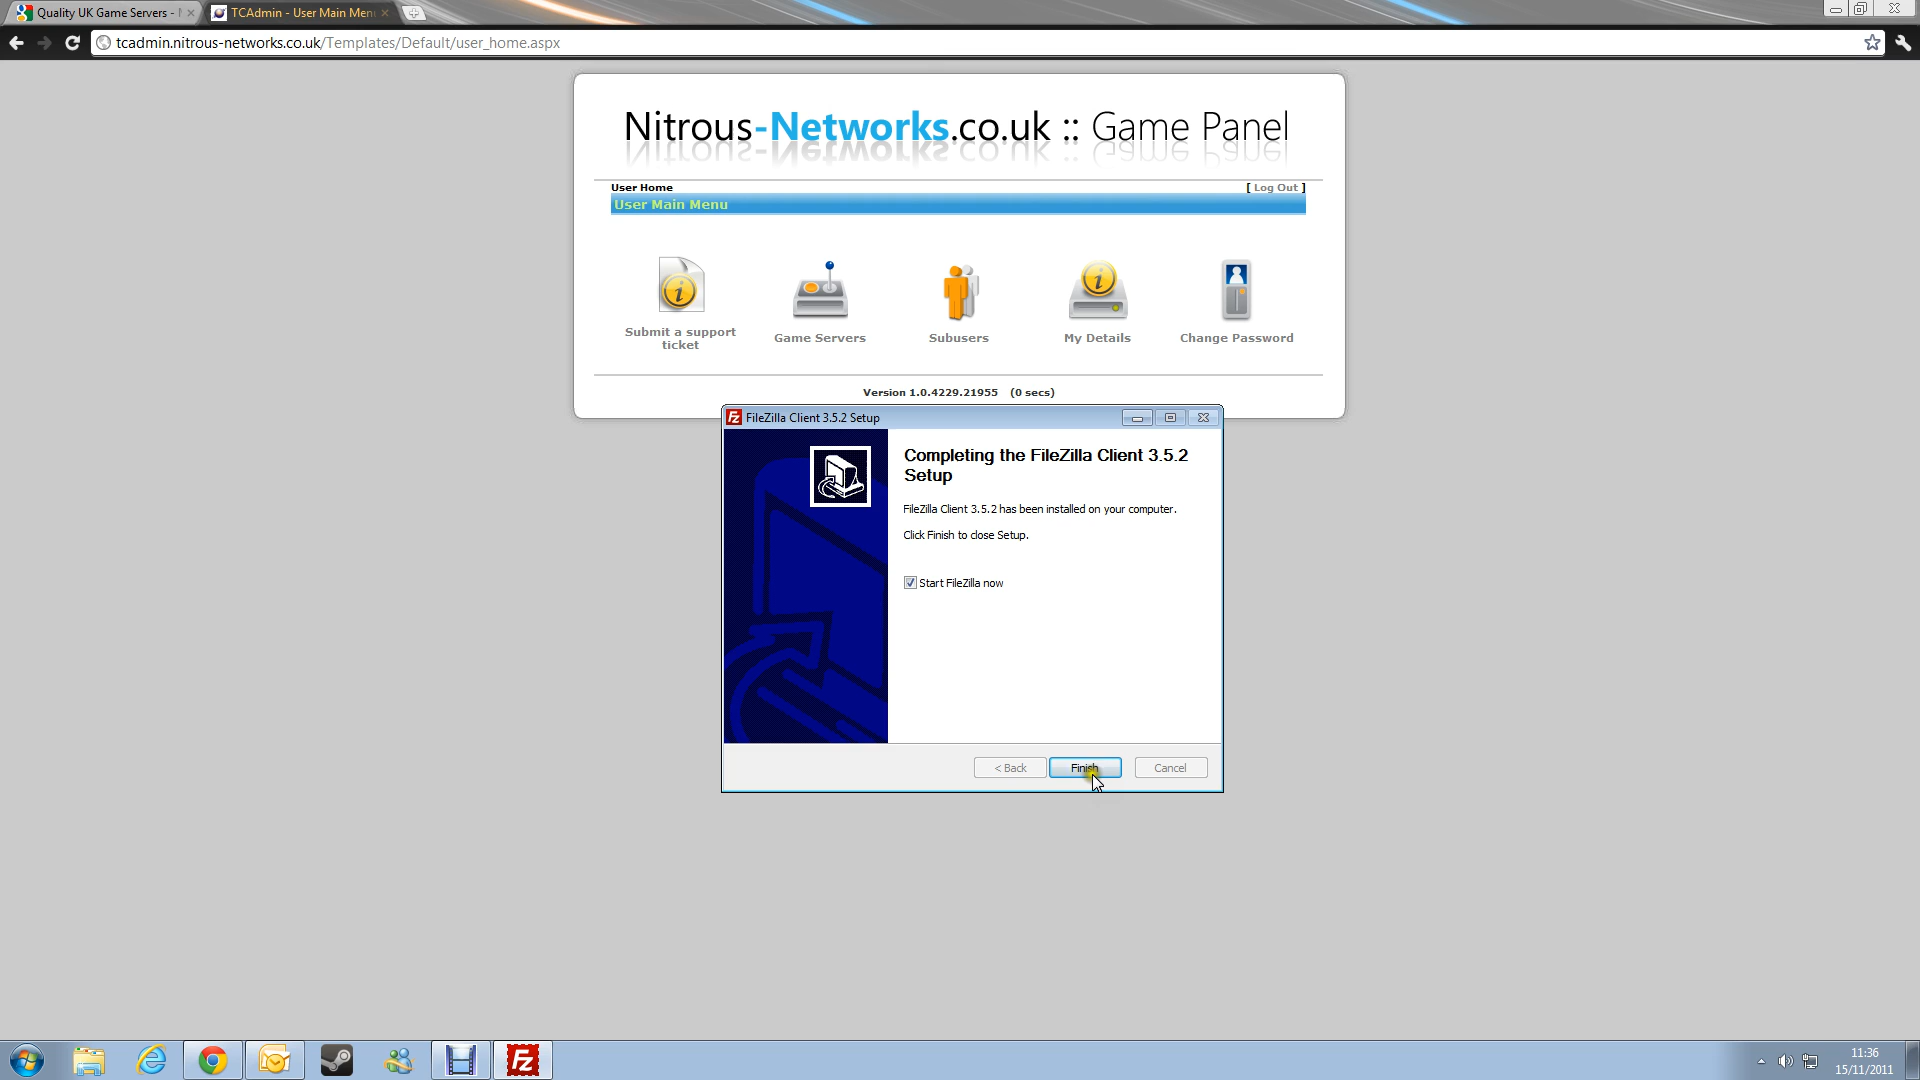 Quality UK Game Servers -
TCAdmin - User Main Men
tcadmin.nitrous-networks.co.uk/Templates/Default/user_home.aspx
Nitrous-Networks.co.uk :: Game Panel
User Home
[ Log Out ]
User Main Menu
Submit a support
ticket
Game Servers
Subusers
My Details
Change Password
Version 1.0.4229.21955 (0 secs)
FileZilla Client 3.5.2 Setup
Completing the FileZilla Client 3.5.2
Setup
FileZilla Client 3.5.2 has been installed on your computer.
Click Finish to close Setup.
Start FileZilla now
< Back
Finish
Cancel
11:36
15/11/2011